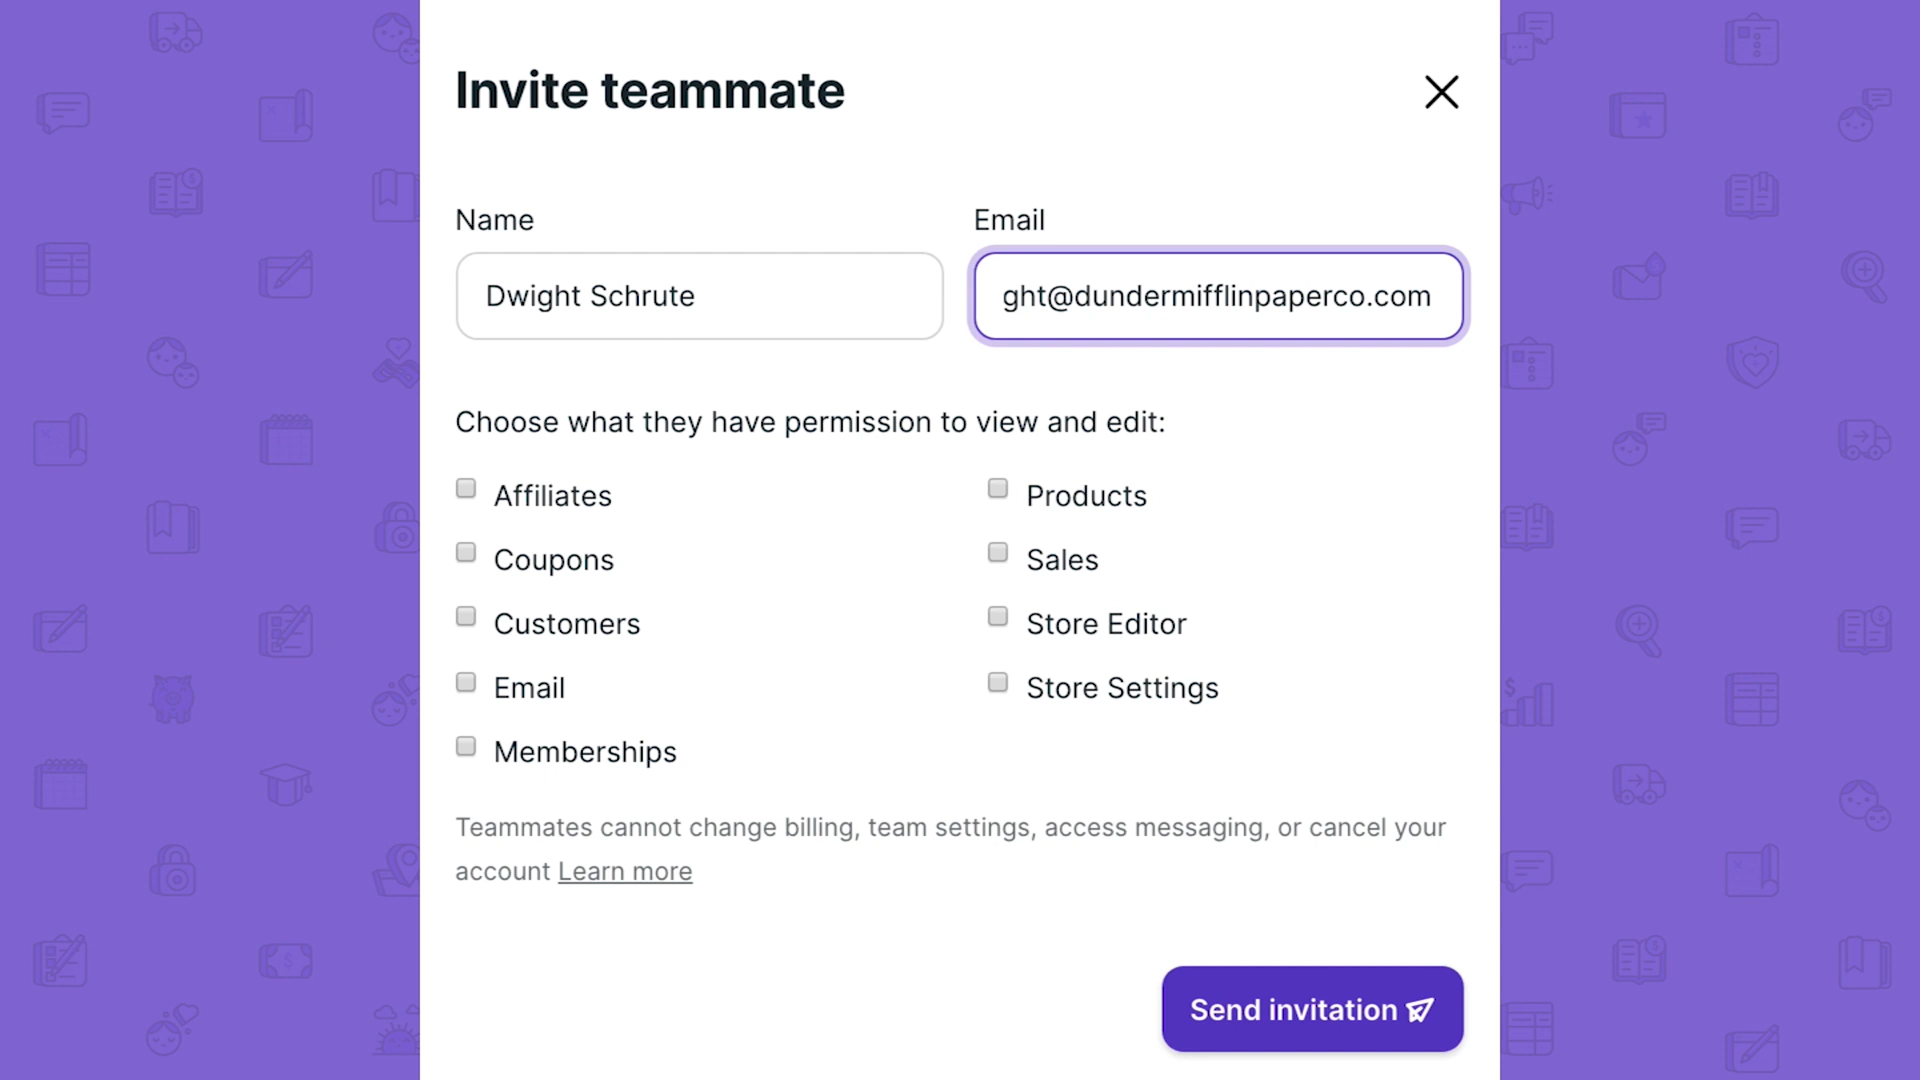 Invite teammate
Name
Email
Dwight Schrute
ght@dundermifflinpaperco.com
Choose what they have permission to view and edit:
Affiliates
Products
Coupons
Sales
Customers
Store Editor
Email
Store Settings
Memberships
Teammates cannot change billing, team settings, access messaging, or cancel your
account Learn more
Send invitation